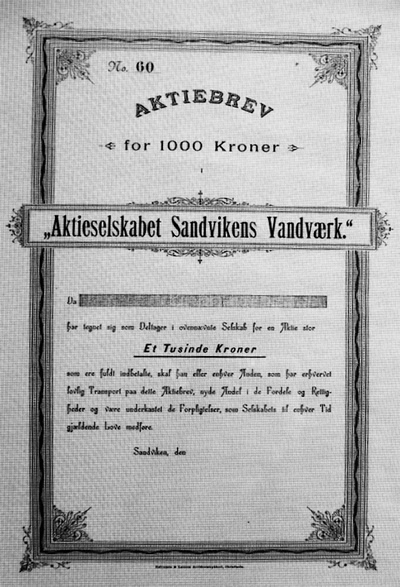 No. 60
AKTIEBREV
for 1000 Kroner
i
„Aktieselskabet Sandvikens Vandværk.“
Da
har tegnet sig som Deltager i ovennævnte Selskab for en Aktie stor
Et Tusinde Kroner
som ere fuldt indbetalte, skal han eller enhver Anden, som har erhvervet
lovlig Transport paa dette Aktiebrev, nyde Andel i de Fordele og Rettig-
heder og være underkastet de Forpligtelser, som Selskabets til enhver Tid
gjældende Love medføre.
Sandviken, den